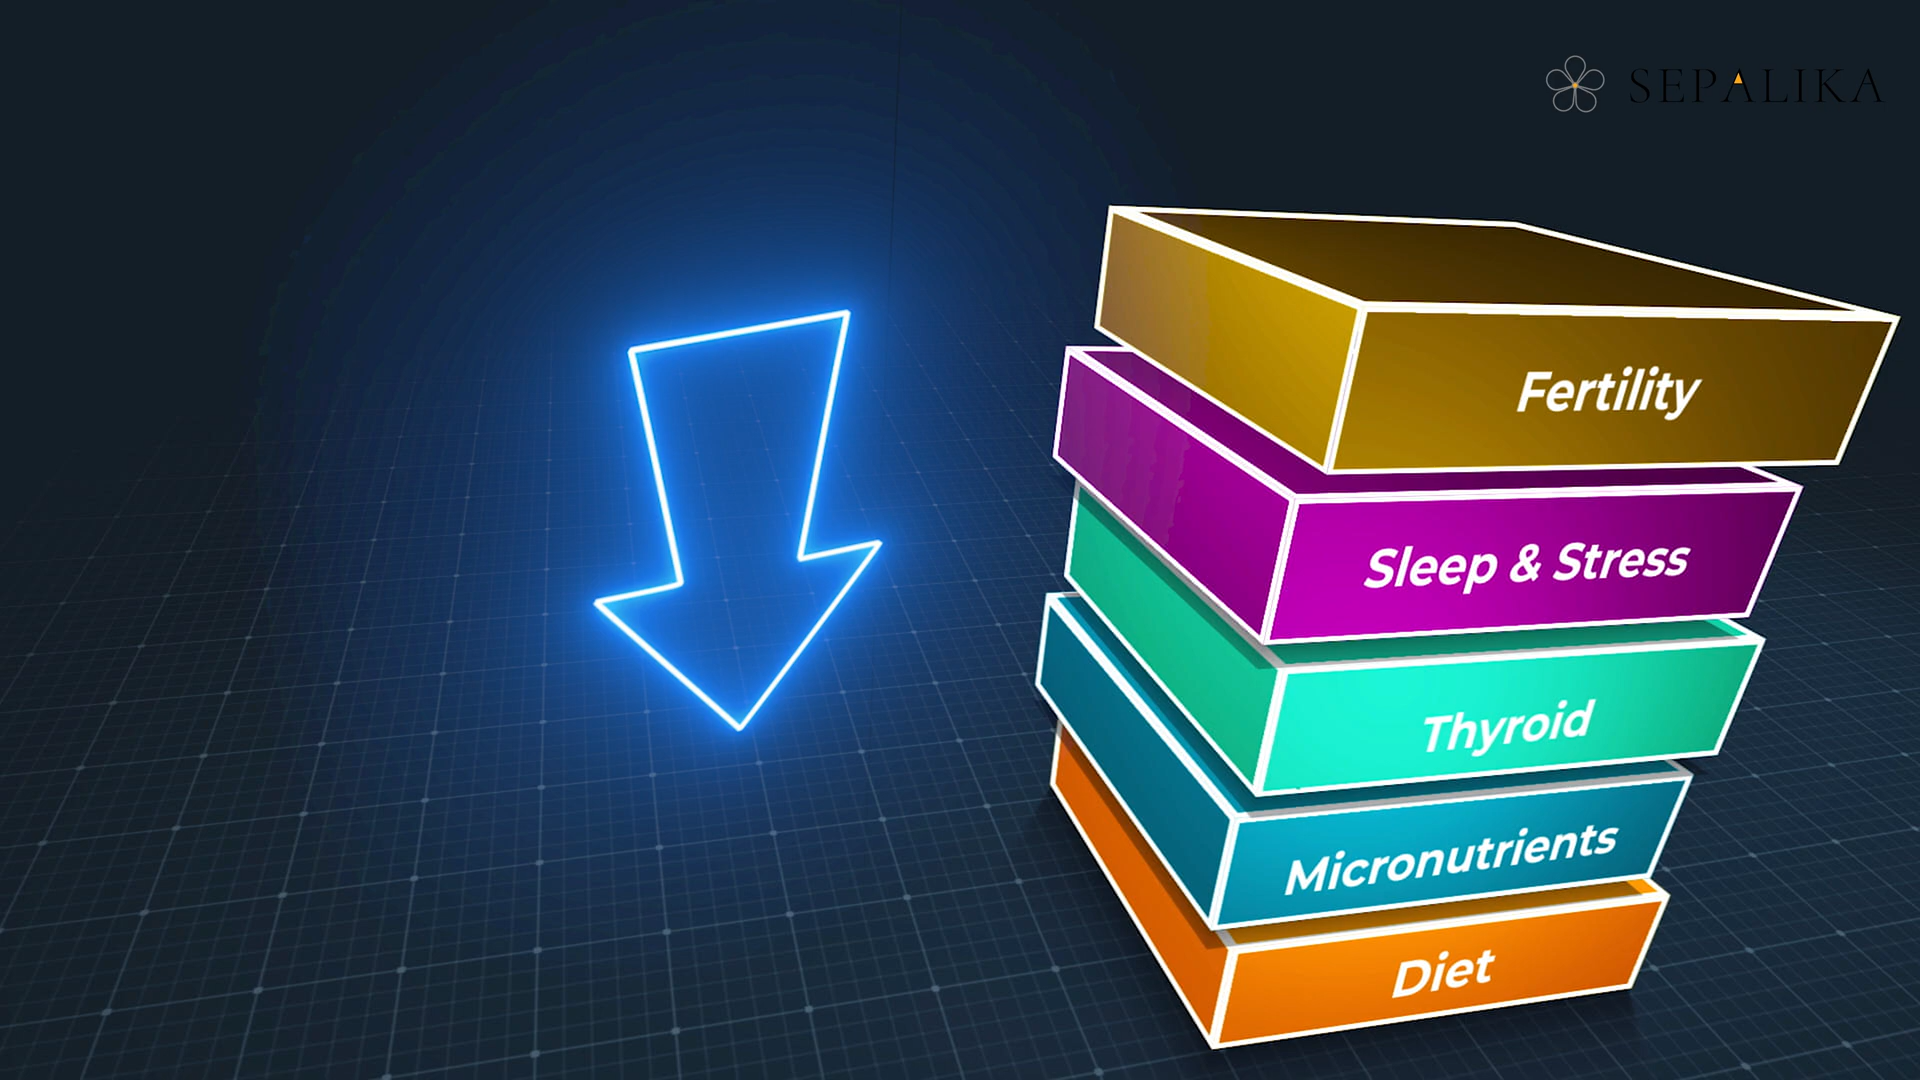 SEPALIKA
Fertility
Sleep & Stress
Thyroid
Micronutrients
Diet